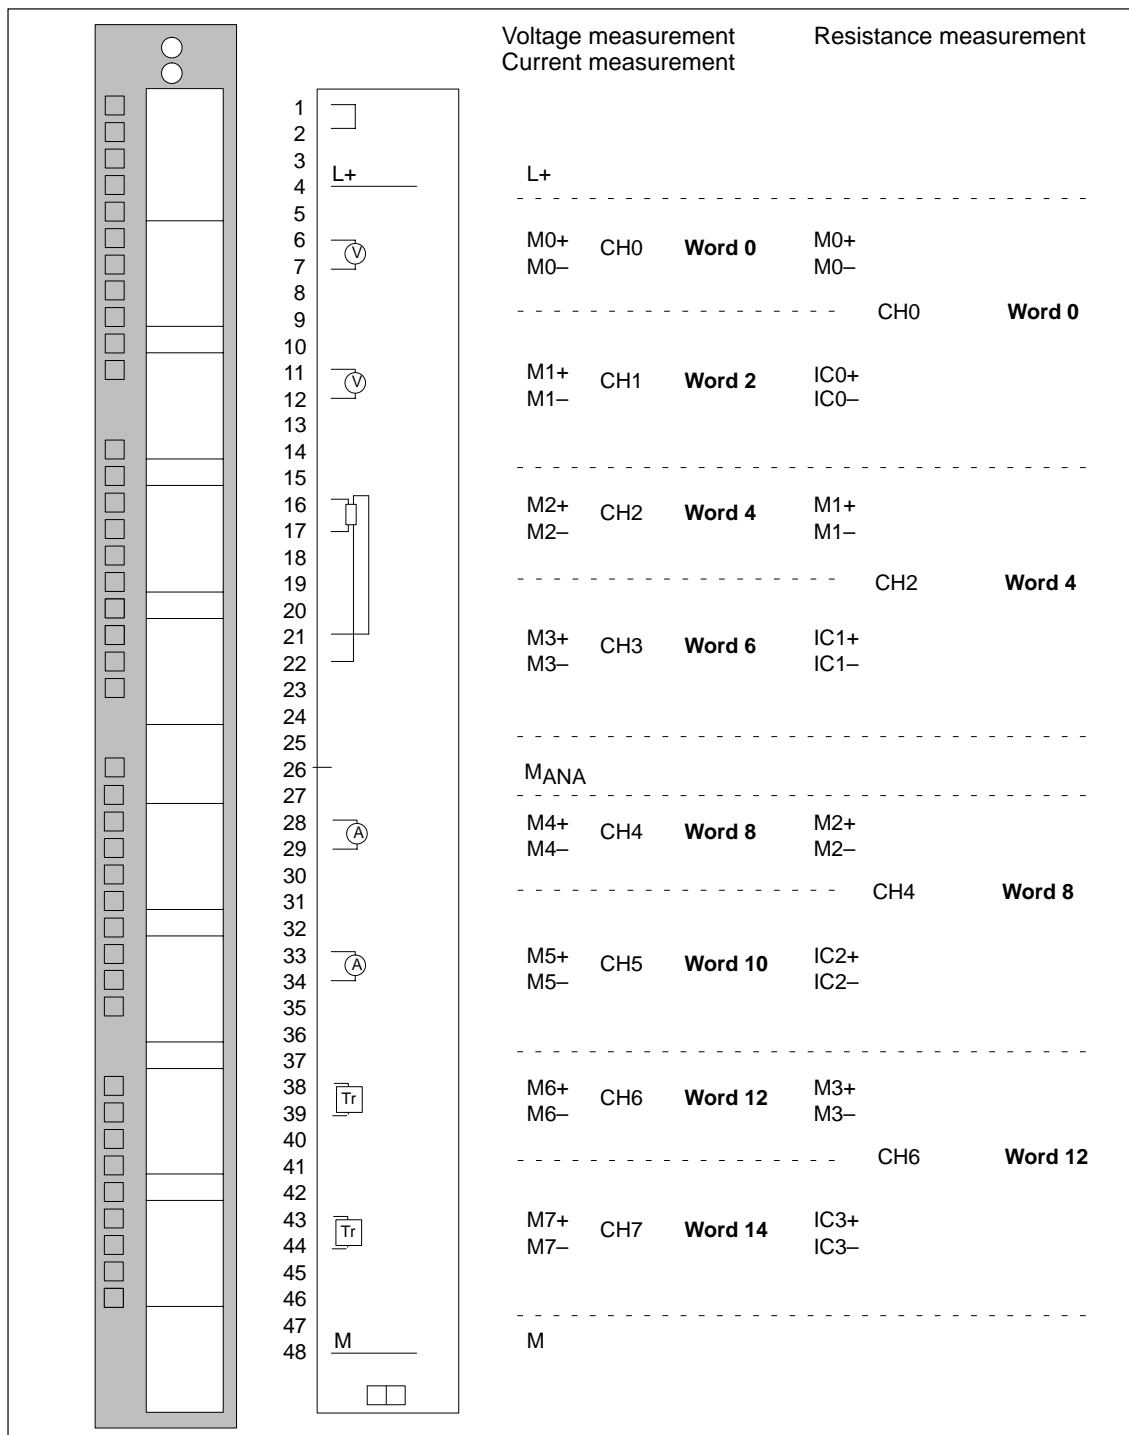 Voltage measurement Resistance measurement
Current measurement
1
2
3
L+ L+
4
5
6 V M0+ CH0 Word 0 M0+
7 M0– M0–
8
9 CH0 Word 0
10
11 V M1+ CH1 Word 2 IC0+
12 M1– IC0–
13
14
15
16 M2+ CH2 Word 4 M1+
17 M2– M1–
18
19 CH2 Word 4
20
21 M3+ CH3 Word 6 IC1+
22 M3– IC1–
23
24
25
26 MANA
27
28 A M4+ CH4 Word 8 M2+
29 M4– M2–
30
31 CH4 Word 8
32
33 A M5+ CH5 Word 10 IC2+
34 M5– IC2–
35
36
37
38 Tr M6+ CH6 Word 12 M3+
39 M6– M3–
40
41 CH6 Word 12
42
43 Tr M7+ CH7 Word 14 IC3+
44 M7– IC3–
45
46
47
48 M M